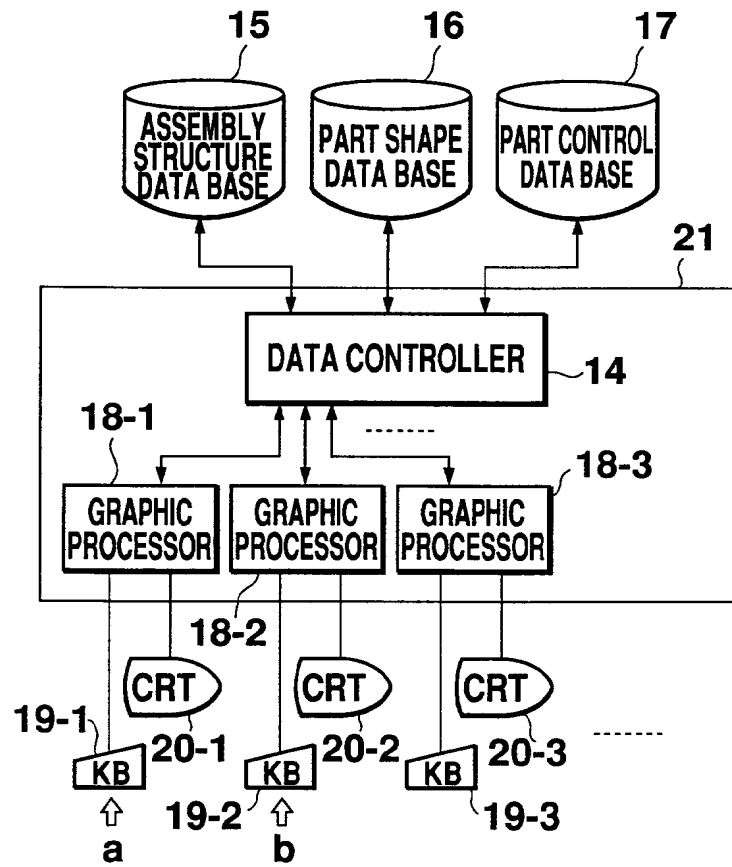 15
16
17
ASSEMBLY
STRUCTURE
DATA BASE
PART SHAPE
DATA BASE
PART CONTROL
DATA BASE
21
DATA CONTROLLER
14
18-1
18-3
GRAPHIC
PROCESSOR
GRAPHIC
PROCESSOR
GRAPHIC
PROCESSOR
18-2
CRT
CRT
CRT
19-1
20-1
20-2
20-3
KB
KB
KB
19-2
19-3
a
b